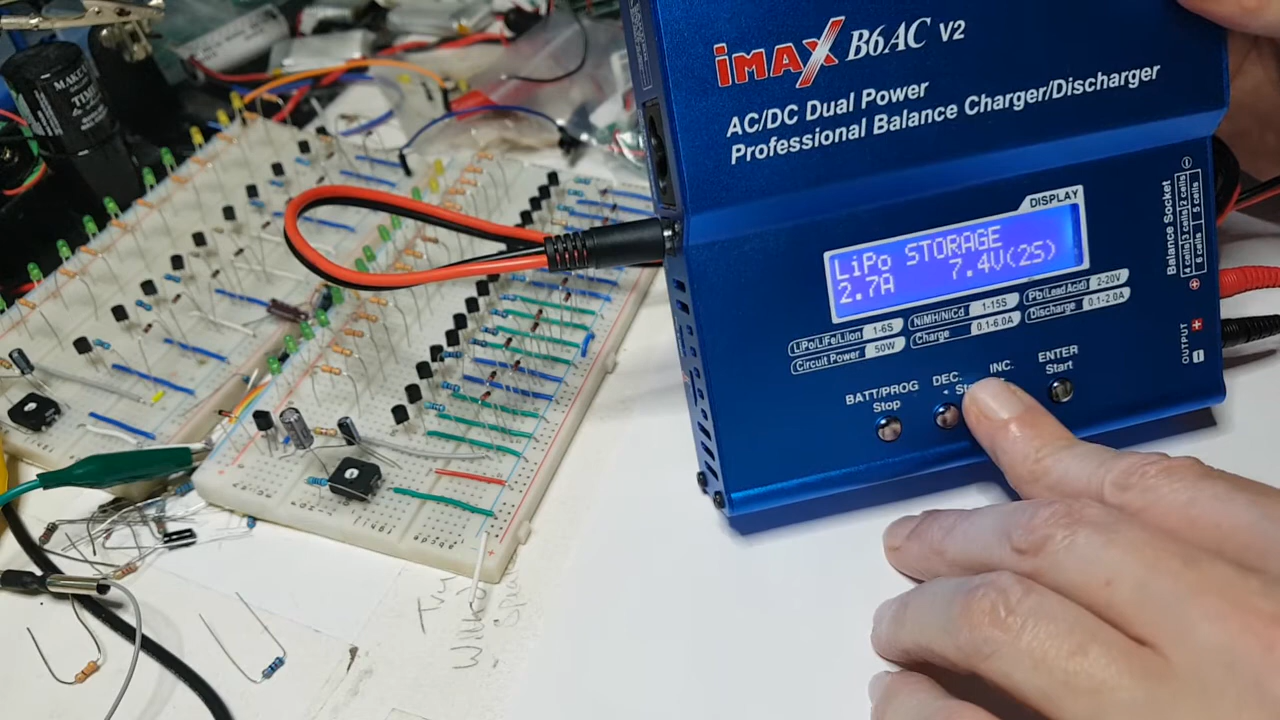 MAKE
TIME
iMAX B6AC V2
AC/DC Dual Power
Professional Balance Charger/Discharger
DISPLAY
LiPo STORAGE
2.7A 7.4V(2S)
LiPo/LiFe/LiIon 1-6S
NiMH/NiCd 1-15S
Pb(Lead Acid) 2-20V
Circuit Power 50W
Charge 0.1-6.0A
Discharge 0.1-2.0A
BATT/PROG
Stop
DEC.
INC.
ENTER
Start
Balance Socket
4 cells 3 cells 2 cells
6 cells 5 cells
OUTPUT